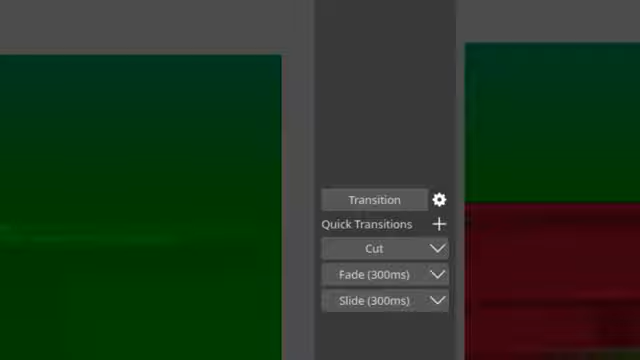 Transition
Quick Transitions
Cut
Fade (300ms)
Slide (300ms)